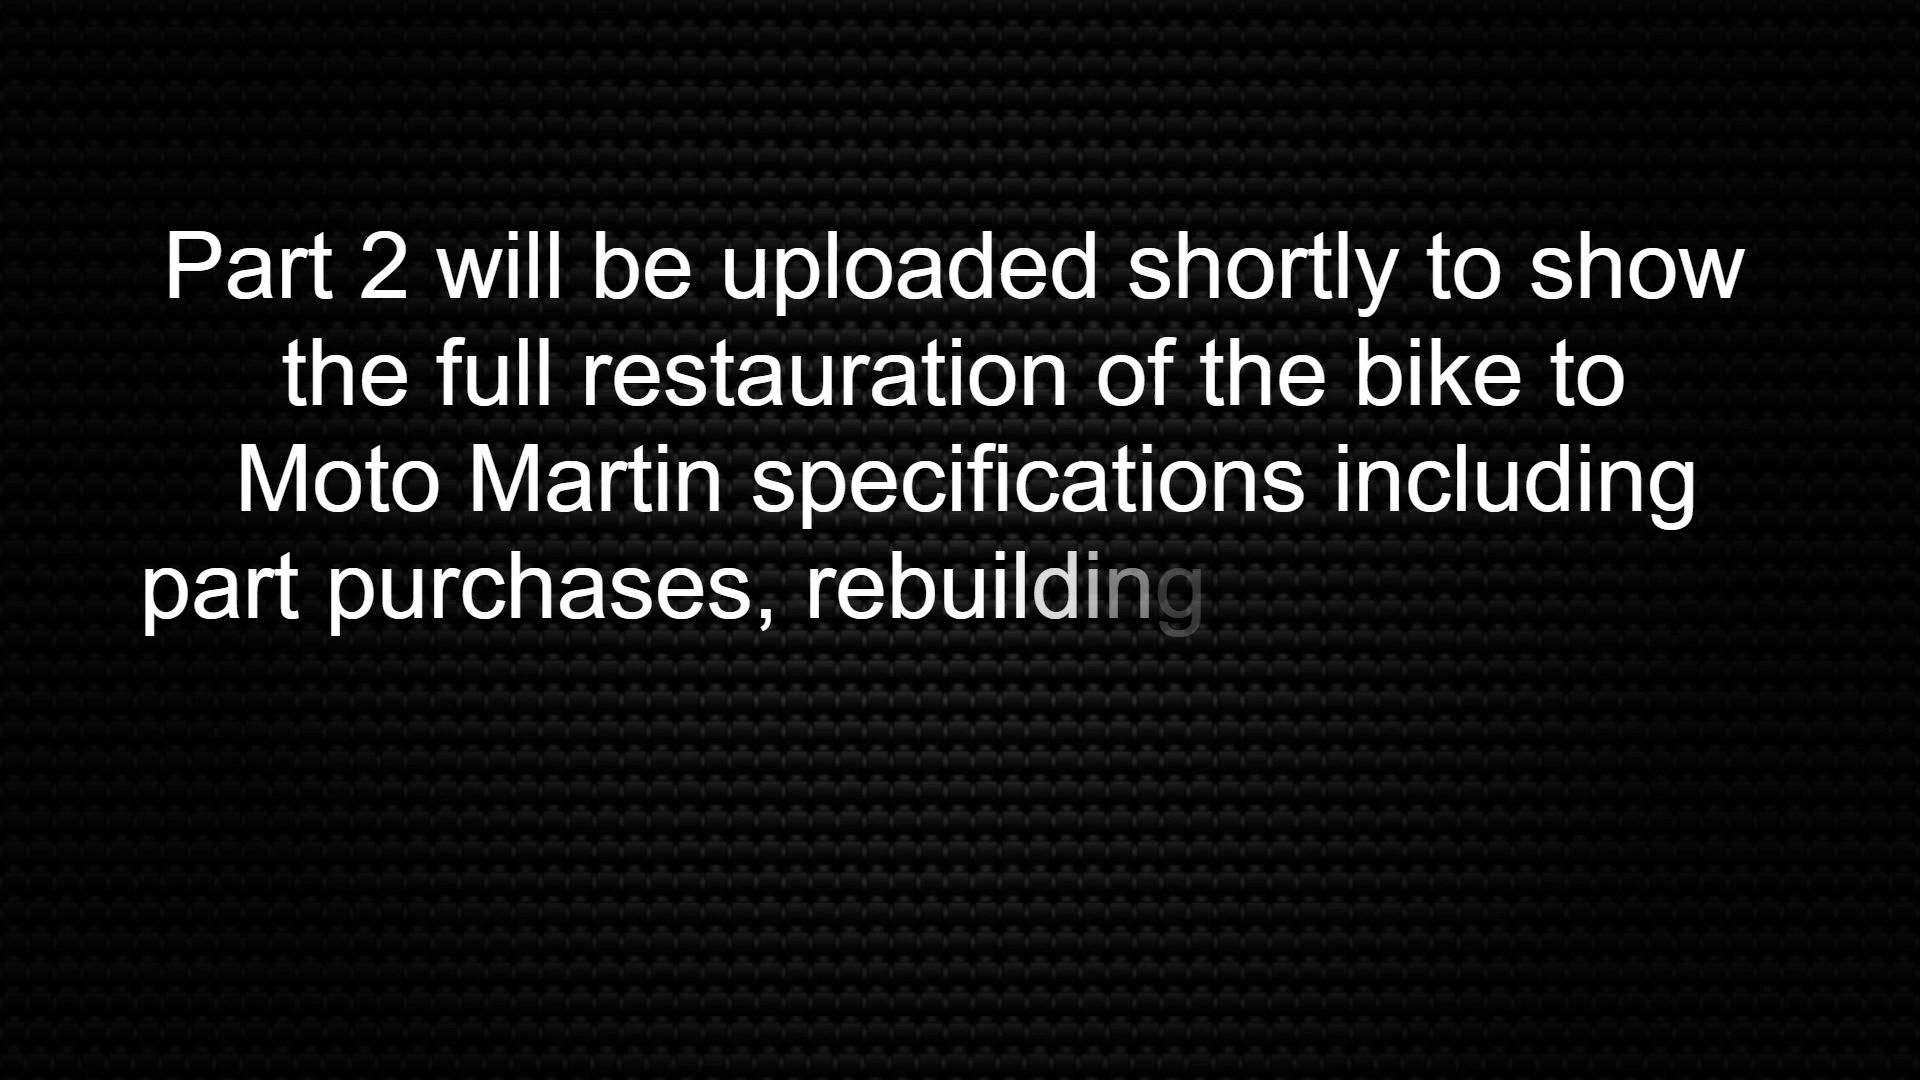 Part 2 will be uploaded shortly to show
the full restauration of the bike to
Moto Martin specifications including
part purchases, rebuilding